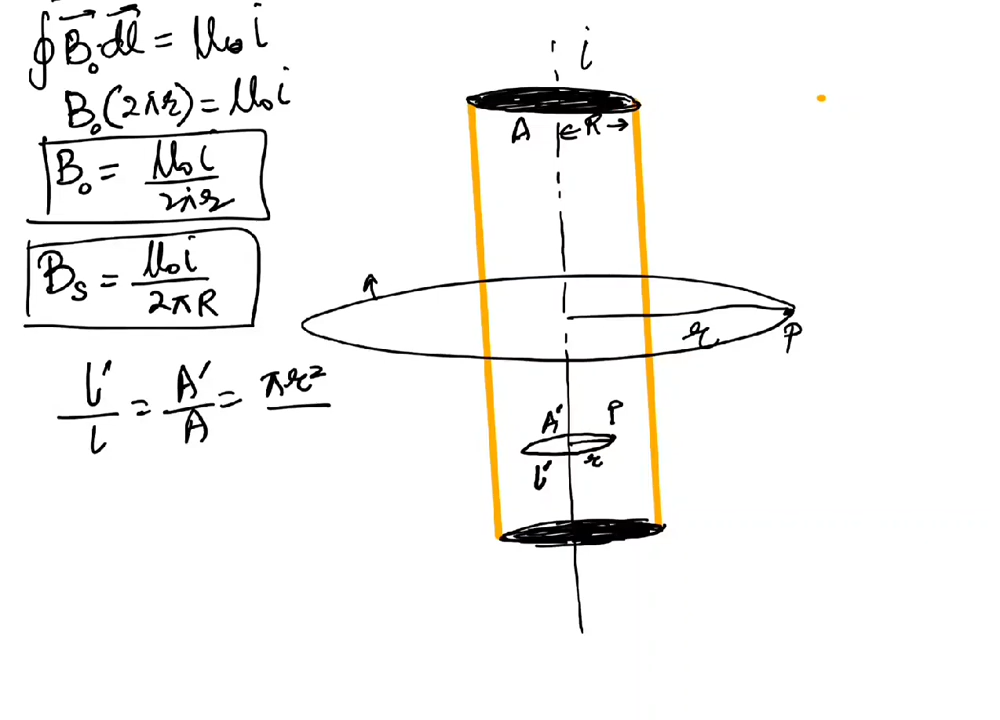 ∮B₀⃗·dl⃗ = μ₀i
B₀(2πr) = μ₀i
B₀ = μ₀i / 2πr
Bₛ = μ₀i / 2πR
i'/i = A'/A = πr²/
i
A ←R→
r
P
A' P
i' r